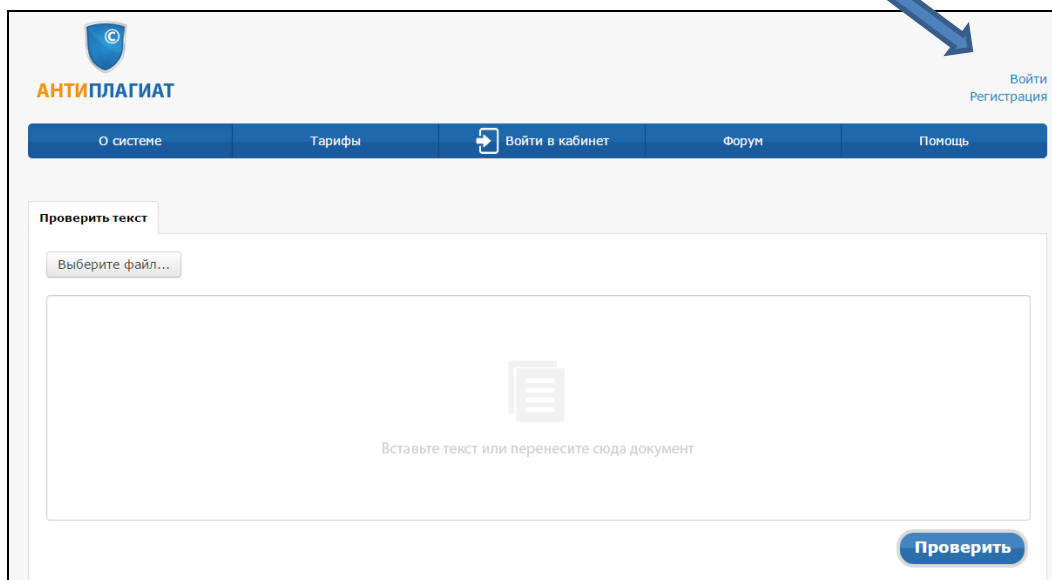 ©
АНТИПЛАГИАТ
Войти
Регистрация
О системе Тарифы Войти в кабинет Форум Помощь
Проверить текст
Выберите файл...
Вставьте текст или перенесите сюда документ
Проверить